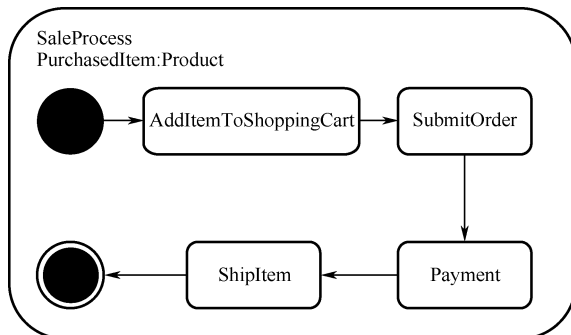 SaleProcess
PurchasedItem:Product
AddItemToShoppingCart
SubmitOrder
ShipItem
Payment